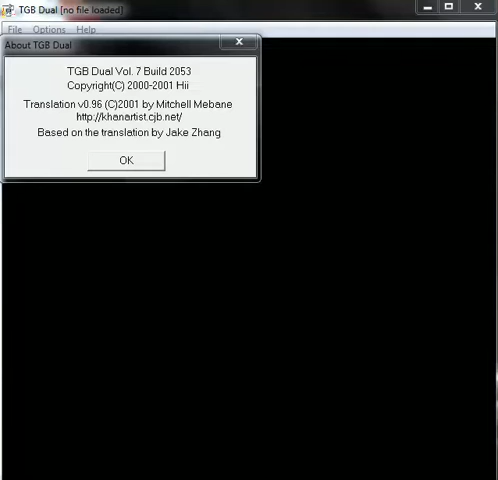 TGB Dual [no file loaded]
File Options Help
About TGB Dual
TGB Dual Vol. 7 Build 2053
Copyright(C) 2000-2001 Hii
Translation v0.96 (C)2001 by Mitchell Mebane
http://khanartist.cjb.net/
Based on the translation by Jake Zhang
OK